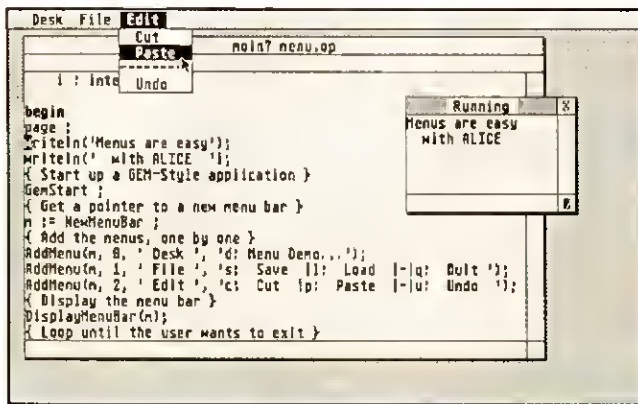 Desk File Edit
Cut
Paste
Undo
main? menu.ap
i : inte
begin
page ;
writeln('Menus are easy');
writeln('  with ALICE ');
{ Start up a GEM-Style application }
GemStart ;
{ Get a pointer to a new menu bar }
m := NewMenuBar ;
{ Add the menus, one by one }
AddMenu(m, 0, ' Desk ', 'd: Menu Demo...');
AddMenu(m, 1, ' File ', 's:  Save  |l:  Load  |-|q:  Quit ');
AddMenu(m, 2, ' Edit ', 'c:  Cut  |p:  Paste  |-|u:  Undo  ');
{ Display the menu bar }
DisplayMenuBar(m);
{ Loop until the user wants to exit }
Running
Menus are easy
with ALICE